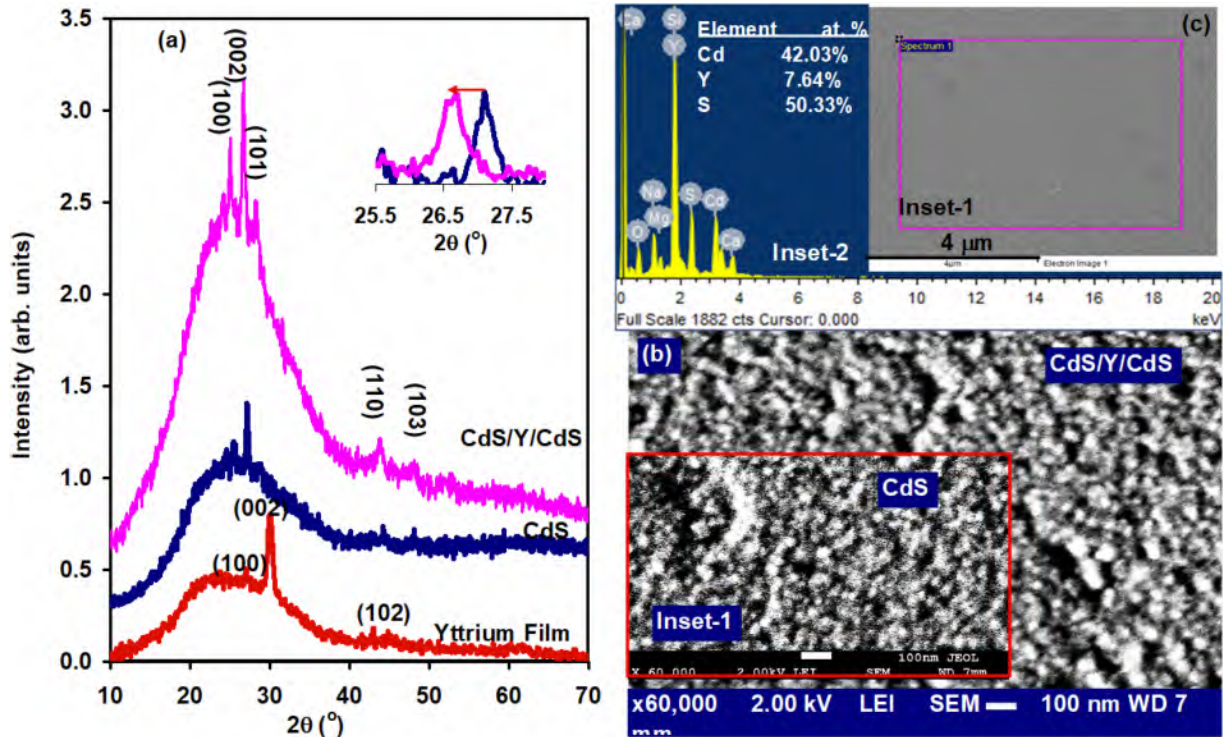 (a)
3.5
3.0
2.5
2.0
1.5
1.0
0.5
0.0
Intensity (arb. units)
(100)
(002)
(101)
(110)
(103)
CdS/Y/CdS
CdS
(002)
(100)
(102)
Yttrium Film
10 20 30 40 50 60 70
2θ (°)
25.5 26.5 27.5
2θ (°)
(c)
Element at. %
Cd 42.03%
Y 7.64%
S 50.33%
Ca
Si
Y
Na
Mg
O
S
Cd
Ca
Inset-2
Spectrum 1
Inset-1
4 μm
4μm Electron Image 1
0 2 4 6 8 10 12 14 16 18 20
Full Scale 1882 cts Cursor: 0.000 keV
(b)
CdS/Y/CdS
CdS
Inset-1
100nm JEOL
X 60,000 2.00kV LEI SEM WD 7mm
x60,000 2.00 kV LEI SEM 100 nm WD 7
mm